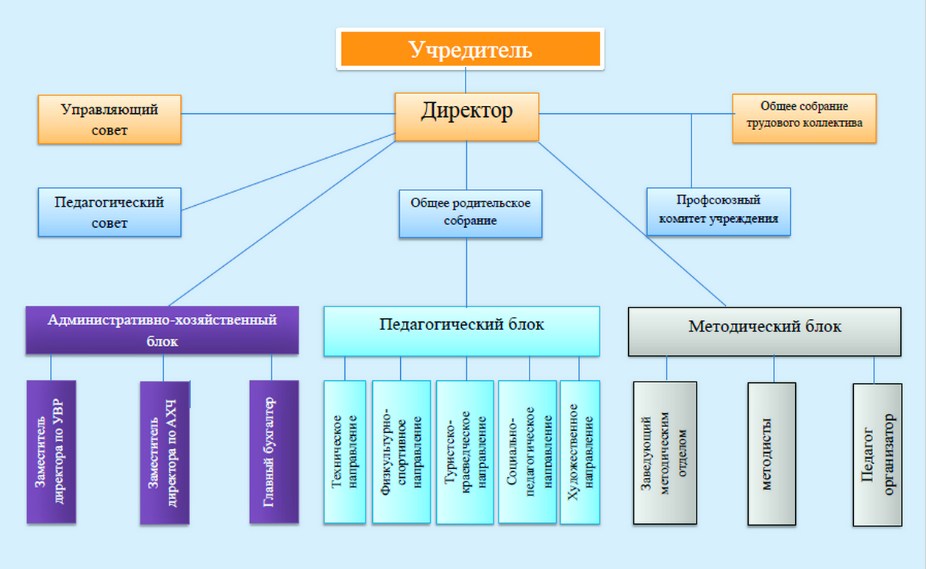 Учредитель
Директор
Управляющий
совет
Общее собрание
трудового коллектива
Педагогический
совет
Общее родительское
собрание
Профсоюзный
комитет учреждения
Административно-хозяйственный
блок
Педагогический блок
Методический блок
Заместитель
директора по УВР
Заместитель
директора по АХЧ
Главный бухгалтер
Техническое
направление
Физкультурно-
спортивное
направление
Туристско-
краеведческое
направление
Социально-
педагогическое
направление
Художественное
направление
Заведующий
методическим
отделом
методисты
Педагог
организатор